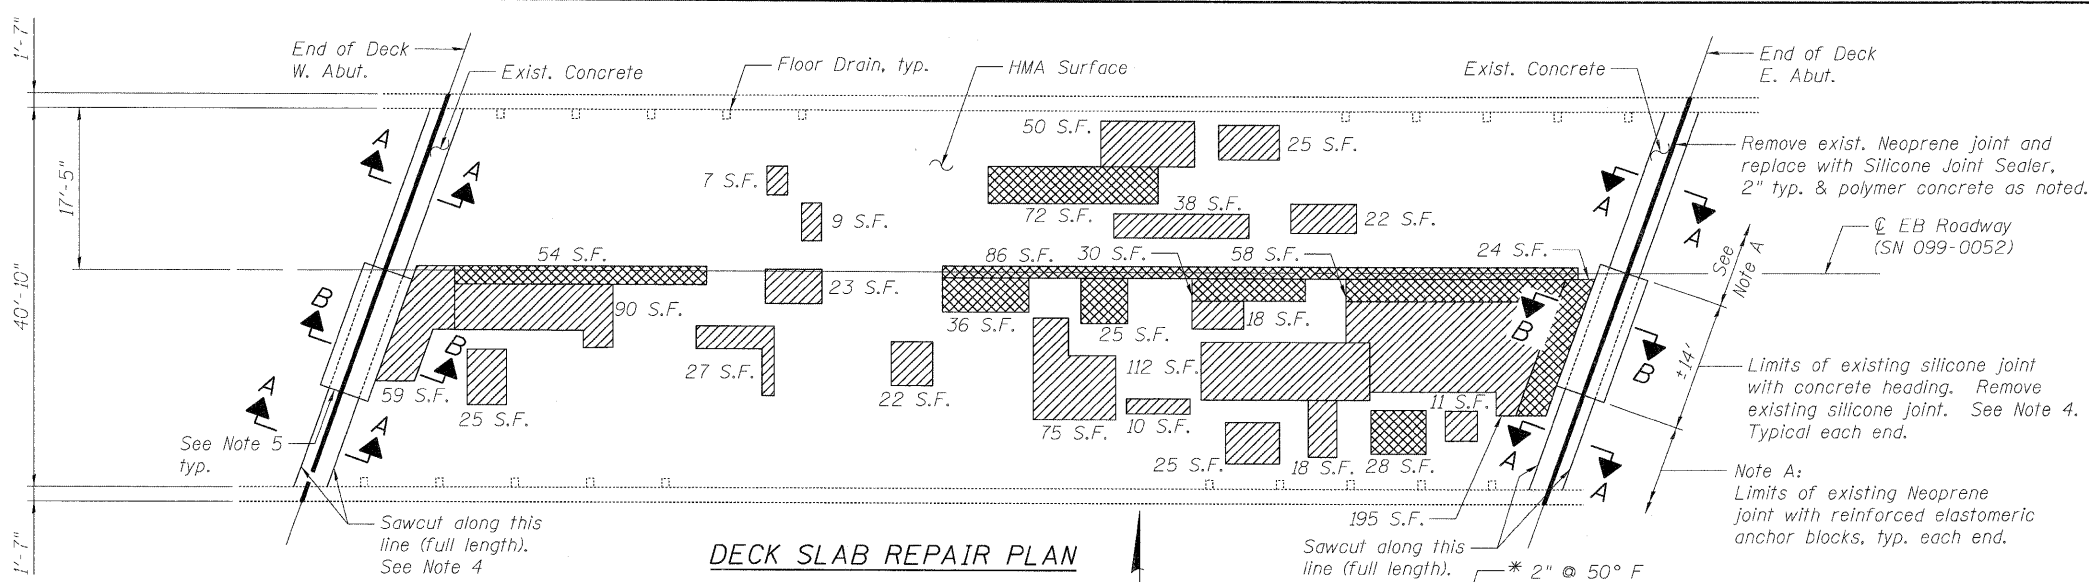 1'-7"
End of Deck
W. Abut.
Exist. Concrete
Floor Drain, typ.
HMA Surface
Exist. Concrete
End of Deck
E. Abut.
17'-5"
40'-10"
1'-7"
A
A
B
B
A
A
50 S.F.
25 S.F.
7 S.F.
9 S.F.
72 S.F.
38 S.F.
22 S.F.
54 S.F.
86 S.F.
30 S.F.
58 S.F.
24 S.F.
23 S.F.
90 S.F.
36 S.F.
25 S.F.
18 S.F.
27 S.F.
22 S.F.
112 S.F.
59 S.F.
25 S.F.
75 S.F.
10 S.F.
11 S.F.
25 S.F.
18 S.F.
28 S.F.
195 S.F.
A
A
B
B
A
A
Remove exist. Neoprene joint and
replace with Silicone Joint Sealer,
2" typ. & polymer concrete as noted.
℄ EB Roadway
(SN 099-0052)
See
Note A
±14'
Limits of existing silicone joint
with concrete heading. Remove
existing silicone joint. See Note 4.
Typical each end.
Note A:
Limits of existing Neoprene
joint with reinforced elastomeric
anchor blocks, typ. each end.
See Note 5
typ.
Sawcut along this
line (full length).
See Note 4
DECK SLAB REPAIR PLAN
Sawcut along this
line (full length).
* 2" @ 50° F